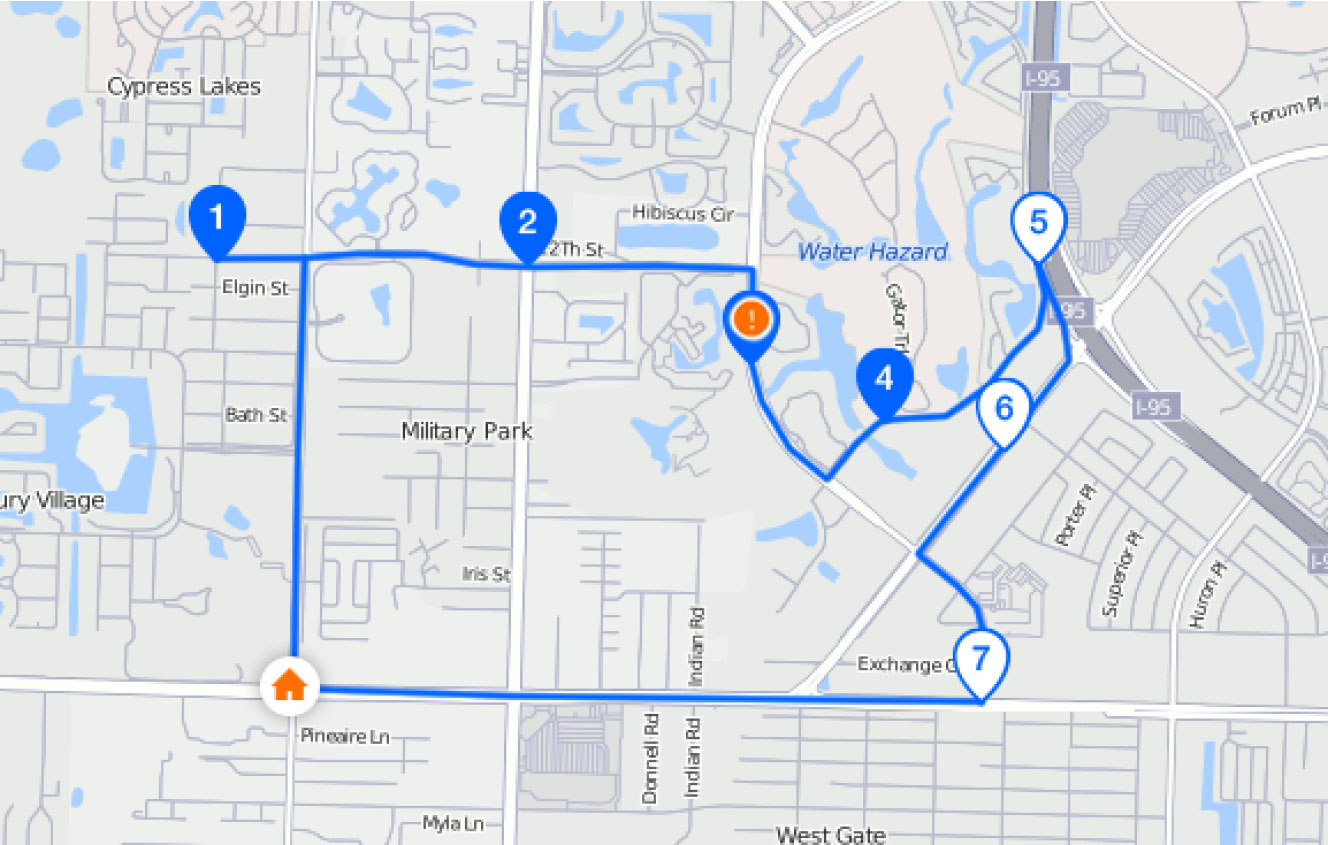 I-95
Cypress Lakes
Forum Pl
1
2
Hibiscus Cir
5
2Th St
Water Hazard
Elgin St
Gator Trl
95
!
4
6
I-95
Bath St
Military Park
ury Village
Porter Pl
Superior Pl
Huron Pl
I-9
Iris St
Indian Rd
Exchange C
7
Pineaire Ln
Donnell Rd
Indian Rd
Myla Ln
West Gate